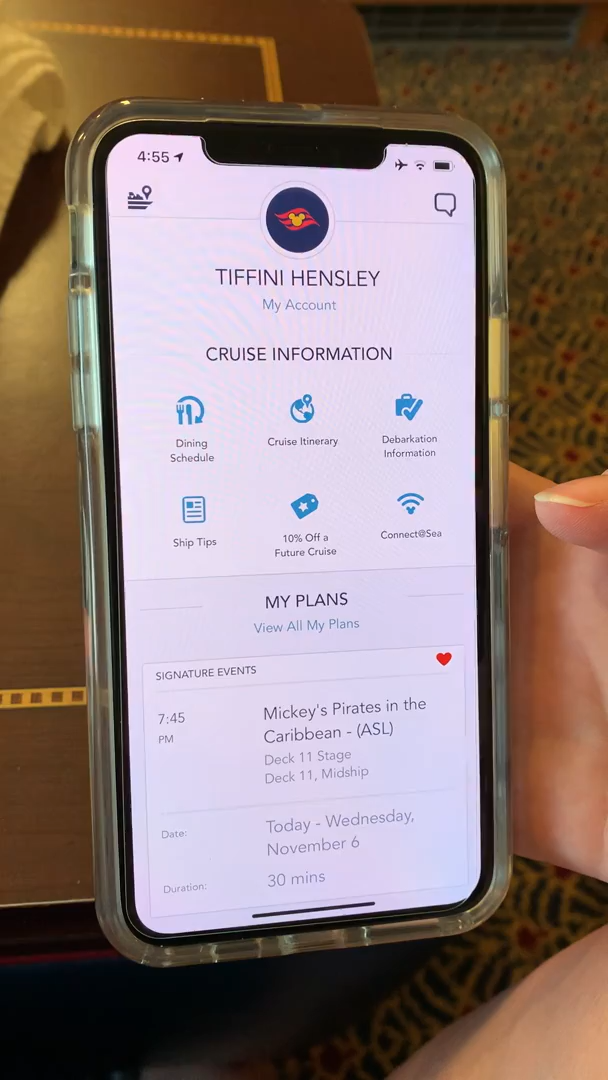 4:55
TIFFINI HENSLEY
My Account
CRUISE INFORMATION
Dining
Schedule
Cruise Itinerary
Debarkation
Information
Ship Tips
10% Off a
Future Cruise
Connect@Sea
MY PLANS
View All My Plans
SIGNATURE EVENTS
7:45
PM
Mickey's Pirates in the
Caribbean - (ASL)
Deck 11 Stage
Deck 11, Midship
Date:
Today - Wednesday,
November 6
Duration:
30 mins